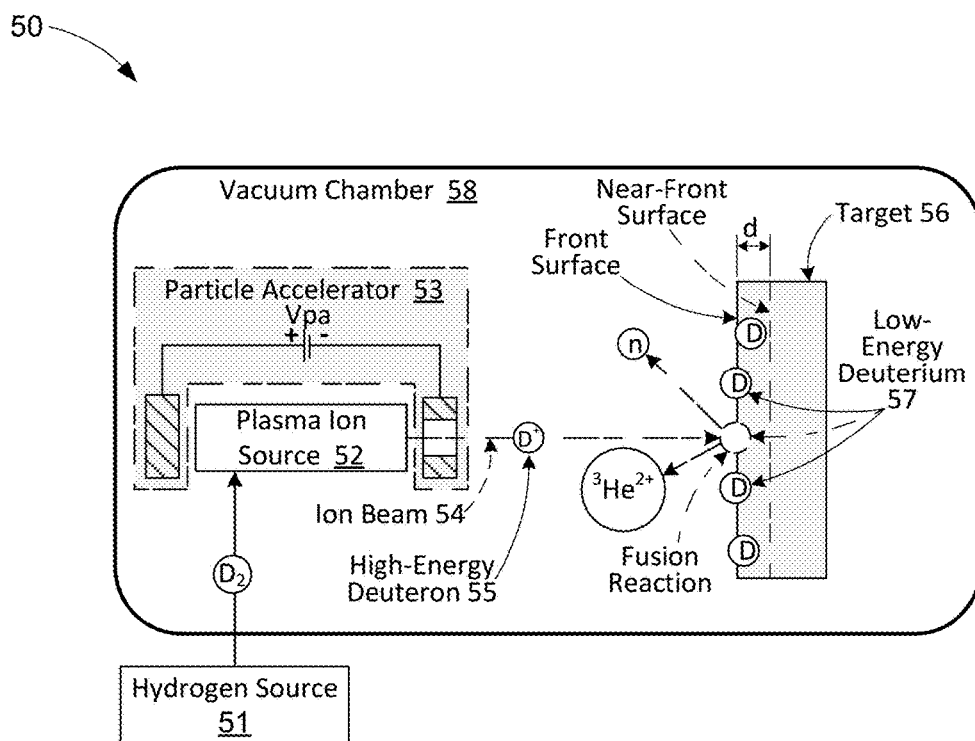 50
Vacuum Chamber 58
Near-Front
Surface
Target 56
d
Front
Surface
Particle Accelerator 53
Vpa
+ -
D
Low-
Energy
Deuterium
57
n
D
Plasma Ion
Source 52
D⁺
³He²⁺
D
Ion Beam 54
D
High-Energy
Deuteron 55
Fusion
Reaction
D₂
Hydrogen Source
51